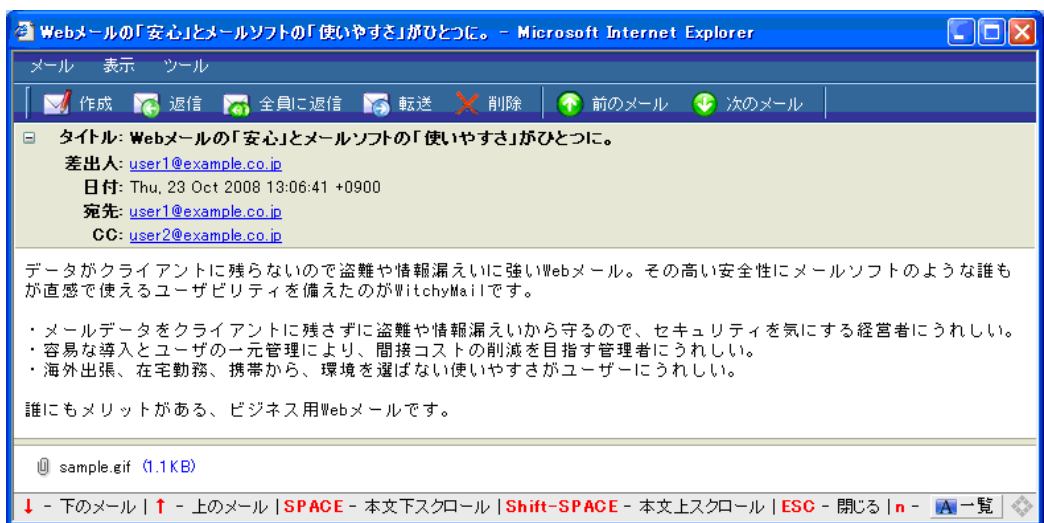 Webメールの「安心」とメールソフトの「使いやすさ」がひとつに。 - Microsoft Internet Explorer
メール 表示 ツール
作成 返信 全員に返信 転送 削除 前のメール 次のメール
タイトル: Webメールの「安心」とメールソフトの「使いやすさ」がひとつに。
差出人: user1@example.co.jp
日付: Thu, 23 Oct 2008 13:06:41 +0900
宛先: user1@example.co.jp
CC: user2@example.co.jp
データがクライアントに残らないので盗難や情報漏えいに強いWebメール。その高い安全性にメールソフトのような誰も
が直感で使えるユーザビリティを備えたのがWitchyMailです。
・メールデータをクライアントに残さずに盗難や情報漏えいから守るので、セキュリティを気にする経営者にうれしい。
・容易な導入とユーザの一元管理により、間接コストの削減を目指す管理者にうれしい。
・海外出張、在宅勤務、携帯から、環境を選ばない使いやすさがユーザーにうれしい。
誰にもメリットがある、ビジネス用Webメールです。
sample.gif (1.1KB)
↓ - 下のメール | ↑ - 上のメール | SPACE - 本文下スクロール | Shift-SPACE - 本文上スクロール | ESC - 閉じる | n - A 一覧